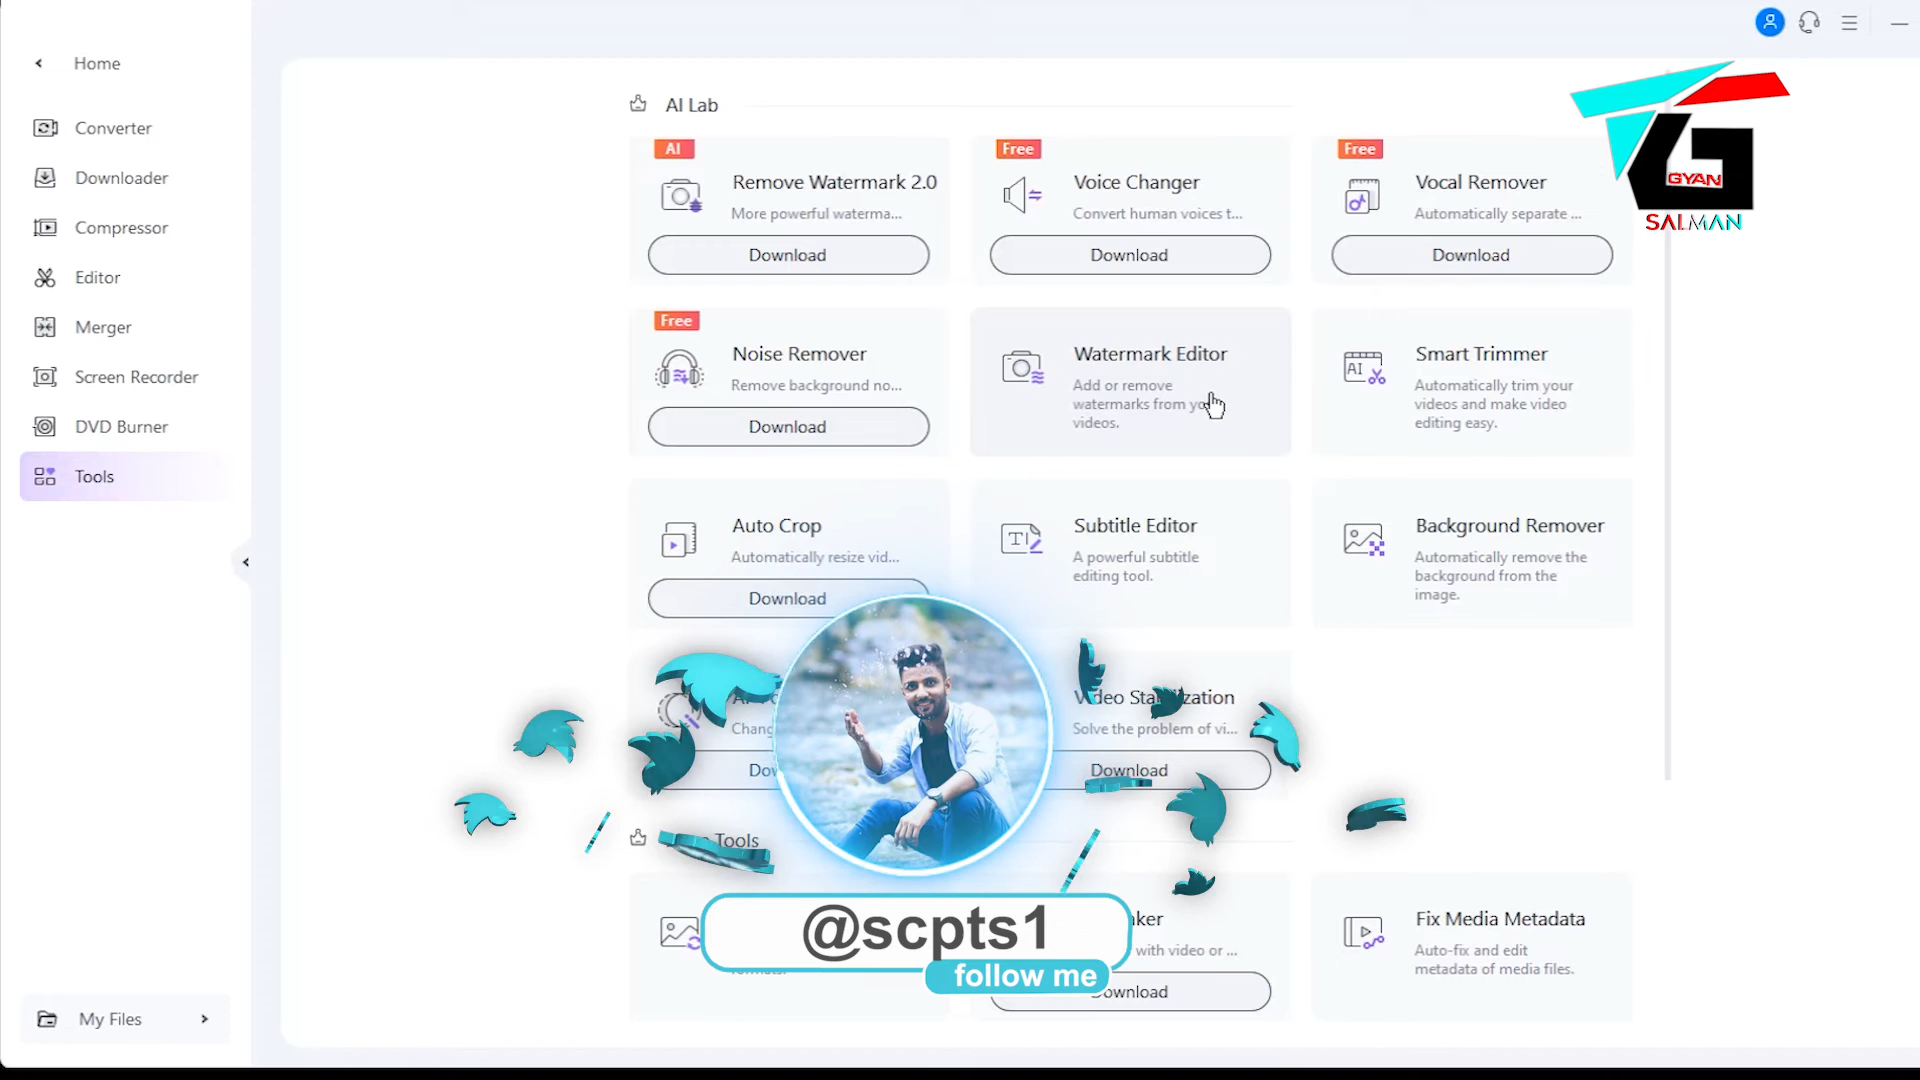 Home
Converter
Downloader
Compressor
Editor
Merger
Screen Recorder
DVD Burner
Tools
My Files
AI Lab
AI
Remove Watermark 2.0
More powerful waterma...
Download
Free
Voice Changer
Convert human voices t...
Download
Free
Vocal Remover
Automatically separate ...
Download
GYAN
SALMAN
Free
Noise Remover
Remove background no...
Download
Watermark Editor
Add or remove
watermarks from
videos.
Smart Trimmer
AI
Automatically trim your
videos and make video
editing easy.
Auto Crop
Automatically resize vid...
Download
Subtitle Editor
A powerful subtitle
editing tool.
Background Remover
Automatically remove the
background from the
image.
Video
Solve the problem of vi...
Download
Tools
with video or ...
Download
Fix Media Metadata
Auto-fix and edit
metadata of media files.
@scpts1
follow me